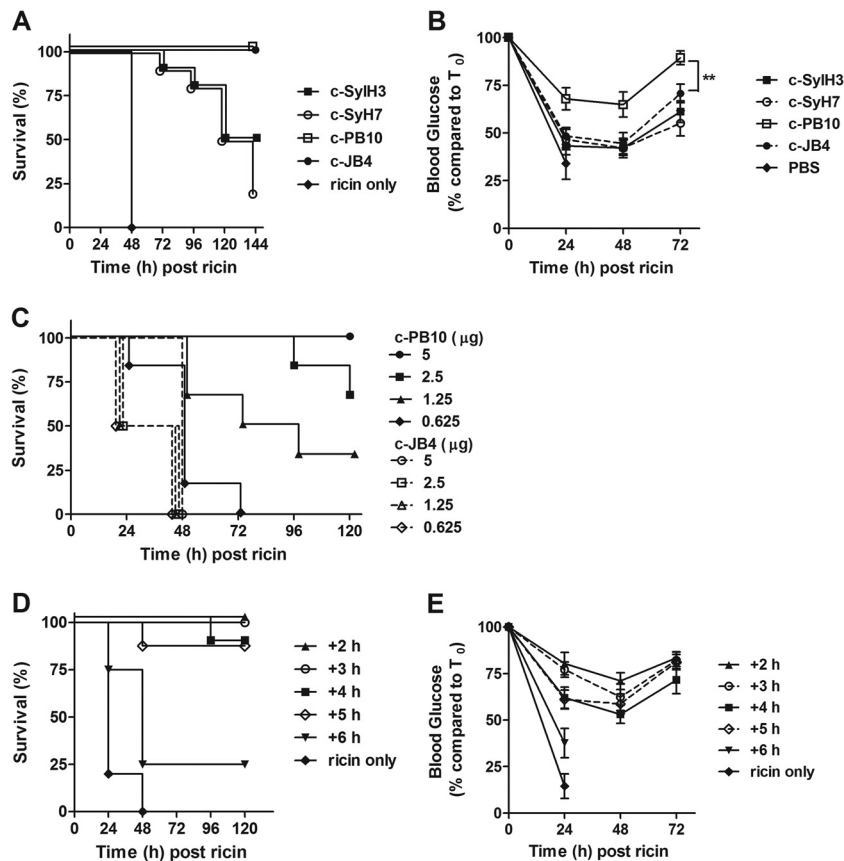 A
Survival (%)
100
75
50
25
0
0 24 48 72 96 120 144
Time (h) post ricin
c-SylH3
c-SyH7
c-PB10
c-JB4
ricin only
B
Blood Glucose
(% compared to T0)
100
75
50
25
0
0 24 48 72
Time (h) post ricin
**
c-SylH3
c-SyH7
c-PB10
c-JB4
PBS
C
Survival (%)
100
50
0
0 24 48 72 96 120
Time (h) post ricin
c-PB10 ( μg)
5
2.5
1.25
0.625
c-JB4 ( μg)
5
2.5
1.25
0.625
D
Survival (%)
100
75
50
25
0
0 24 48 72 96 120
Time (h) post ricin
+2 h
+3 h
+4 h
+5 h
+6 h
ricin only
E
Blood Glucose
(% compared to T0)
100
75
50
25
0
0 24 48 72
Time (h) post ricin
+2 h
+3 h
+4 h
+5 h
+6 h
ricin only